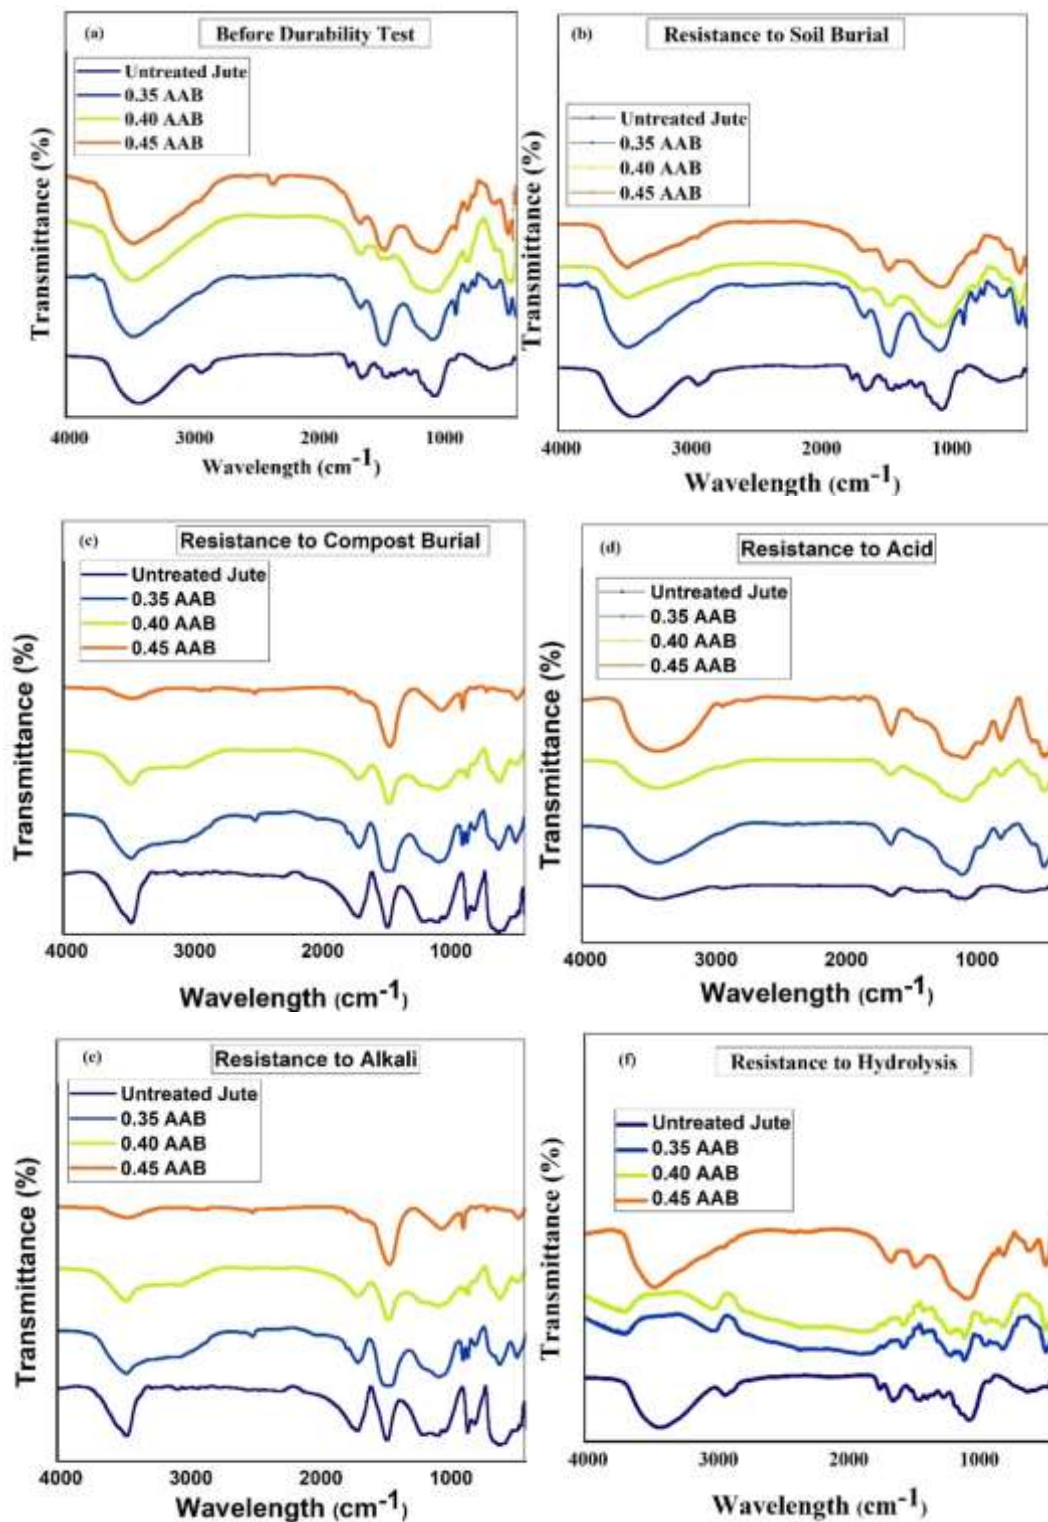 (a) Before Durability Test
Untreated Jute
0.35 AAB
0.40 AAB
0.45 AAB
Transmittance (%)
4000 3000 2000 1000
Wavelength (cm-1)
(b) Resistance to Soil Burial
Untreated Jute
0.35 AAB
0.40 AAB
0.45 AAB
Transmittance (%)
4000 3000 2000 1000
Wavelength (cm-1)
(c) Resistance to Compost Burial
Untreated Jute
0.35 AAB
0.40 AAB
0.45 AAB
Transmittance (%)
4000 3000 2000 1000
Wavelength (cm-1)
(d) Resistance to Acid
Untreated Jute
0.35 AAB
0.40 AAB
0.45 AAB
Transmittance (%)
4000 3000 2000 1000
Wavelength (cm-1)
(e) Resistance to Alkali
Untreated Jute
0.35 AAB
0.40 AAB
0.45 AAB
Transmittance (%)
4000 3000 2000 1000
Wavelength (cm-1)
(f) Resistance to Hydrolysis
Untreated Jute
0.35 AAB
0.40 AAB
0.45 AAB
Transmittance (%)
4000 3000 2000 1000
Wavelength (cm-1)